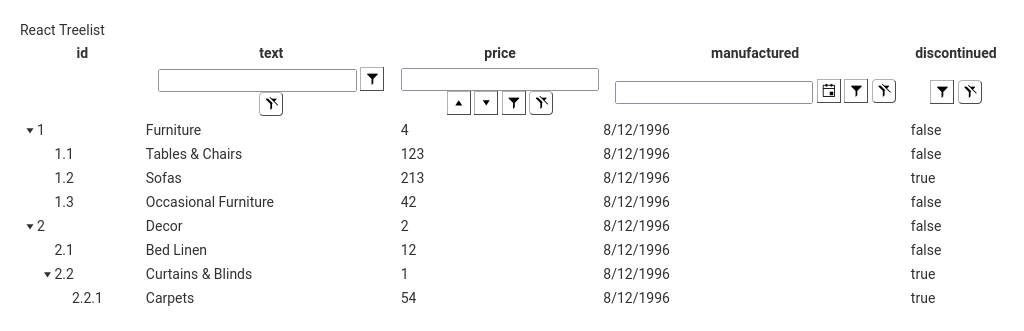 React Treelist
id text price manufactured discontinued
1 Furniture 4 8/12/1996 false
1.1 Tables & Chairs 123 8/12/1996 false
1.2 Sofas 213 8/12/1996 true
1.3 Occasional Furniture 42 8/12/1996 false
2 Decor 2 8/12/1996 false
2.1 Bed Linen 12 8/12/1996 false
2.2 Curtains & Blinds 1 8/12/1996 true
2.2.1 Carpets 54 8/12/1996 true